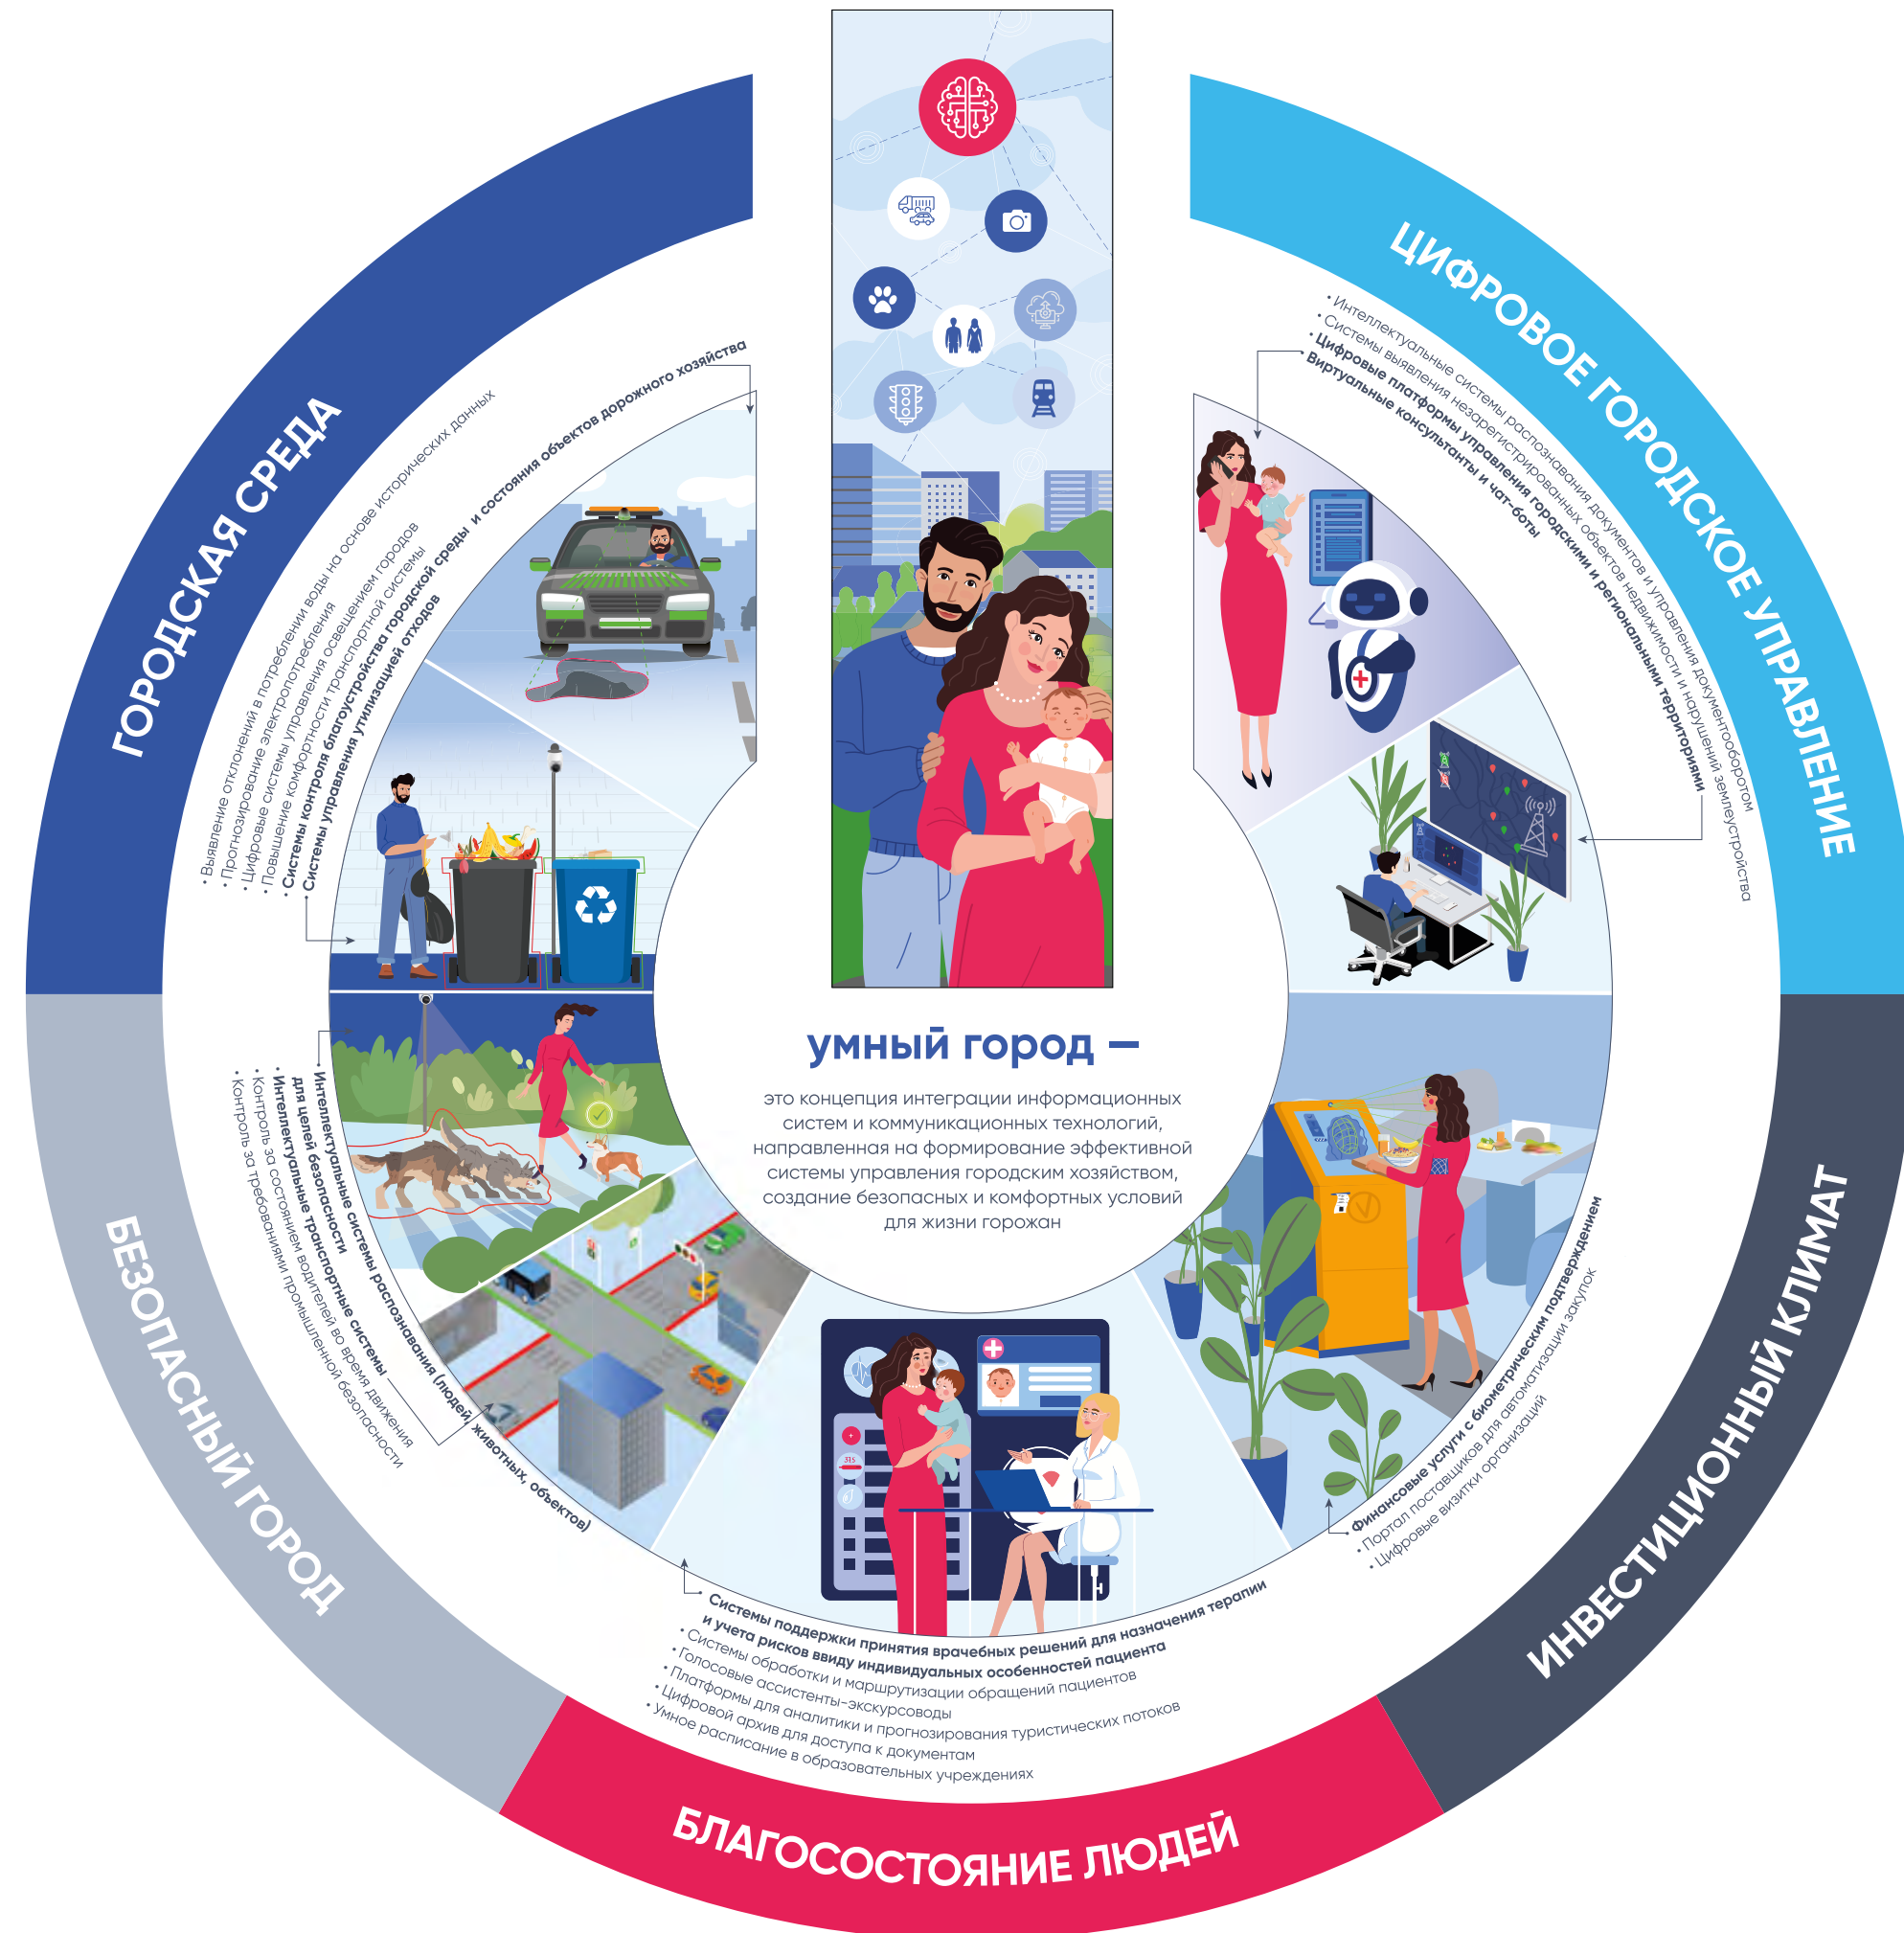 ГОРОДСКАЯ СРЕДА
• Выявление отклонений в потреблении воды на основе исторических данных
• Прогнозирование электропотребления
• Цифровые системы управления освещением городов
• Повышение комфортности транспортной системы
• Системы контроля благоустройства городской среды и состояния объектов дорожного хозяйства
• Системы управления утилизацией отходов
ЦИФРОВОЕ ГОРОДСКОЕ УПРАВЛЕНИЕ
• Интеллектуальные системы распознавания документов и управления документооборотом
• Системы выявления незарегистрированных объектов недвижимости и нарушений землеустройства
• Цифровые платформы управления городскими и региональными территориями
• Виртуальные консультанты и чат-боты
умный город —
это концепция интеграции информационных
систем и коммуникационных технологий,
направленная на формирование эффективной
системы управления городским хозяйством,
создание безопасных и комфортных условий
для жизни горожан
БЕЗОПАСНЫЙ ГОРОД
• Интеллектуальные системы распознавания (людей, животных, объектов)
для целей безопасности
• Интеллектуальные транспортные системы
• Контроль за состоянием водителей во время движения
• Контроль за требованиями промышленной безопасности
ИНВЕСТИЦИОННЫЙ КЛИМАТ
• Финансовые услуги с биометрическим подтверждением
• Портал поставщиков для автоматизации закупок
• Цифровые визитки организаций
• Системы поддержки принятия врачебных решений для назначения терапии
и учета рисков ввиду индивидуальных особенностей пациента
• Системы обработки и маршрутизации обращений пациентов
• Голосовые ассистенты-экскурсоводы
• Платформы для аналитики и прогнозирования туристических потоков
• Цифровой архив для доступа к документам
• Умное расписание в образовательных учреждениях
БЛАГОСОСТОЯНИЕ ЛЮДЕЙ